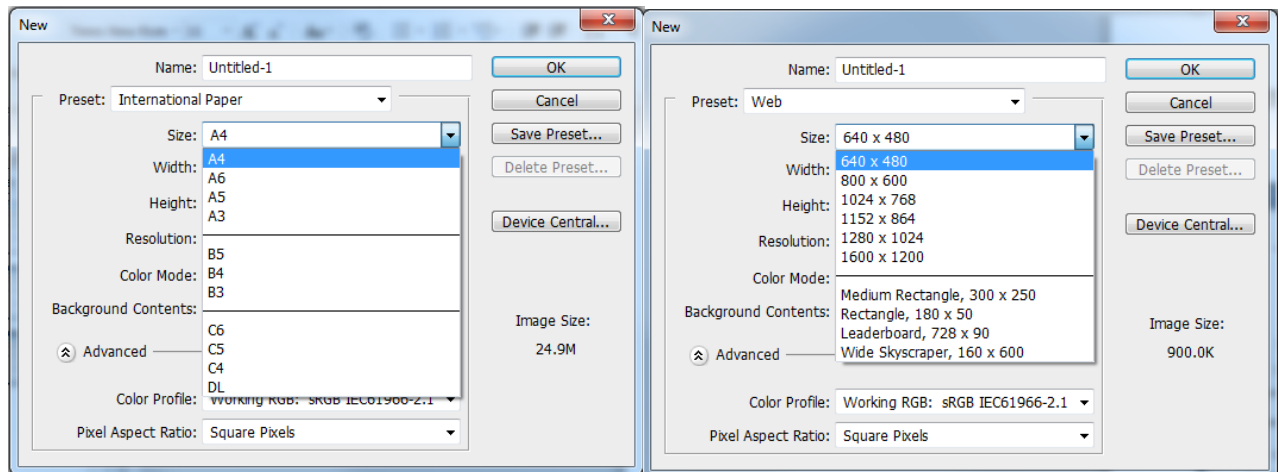 New
Name: Untitled-1
OK
Preset: International Paper
Cancel
Size: A4
Save Preset...
A4
Width:
Delete Preset...
A6
A5
Height:
A3
Device Central...
Resolution:
B5
Color Mode:
B4
B3
Background Contents:
C6
Image Size:
Advanced
C5
24.9M
C4
DL
Color Profile: Working RGB: sRGB IEC61966-2.1
Pixel Aspect Ratio: Square Pixels
New
Name: Untitled-1
OK
Preset: Web
Cancel
Size: 640 x 480
Save Preset...
640 x 480
Width:
Delete Preset...
800 x 600
Height:
1024 x 768
1152 x 864
Device Central...
Resolution:
1280 x 1024
1600 x 1200
Color Mode:
Medium Rectangle, 300 x 250
Background Contents:
Rectangle, 180 x 50
Image Size:
Leaderboard, 728 x 90
Advanced
Wide Skyscraper, 160 x 600
900.0K
Color Profile: Working RGB: sRGB IEC61966-2.1
Pixel Aspect Ratio: Square Pixels